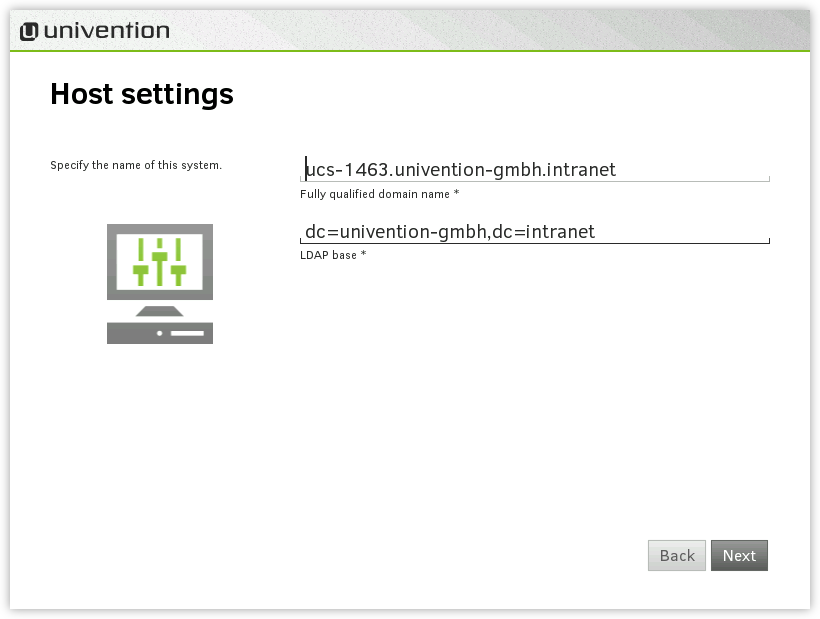 univention
Host settings
Specify the name of this system.
ucs-1463.univention-gmbh.intranet
Fully qualified domain name *
dc=univention-gmbh,dc=intranet
LDAP base *
Back
Next